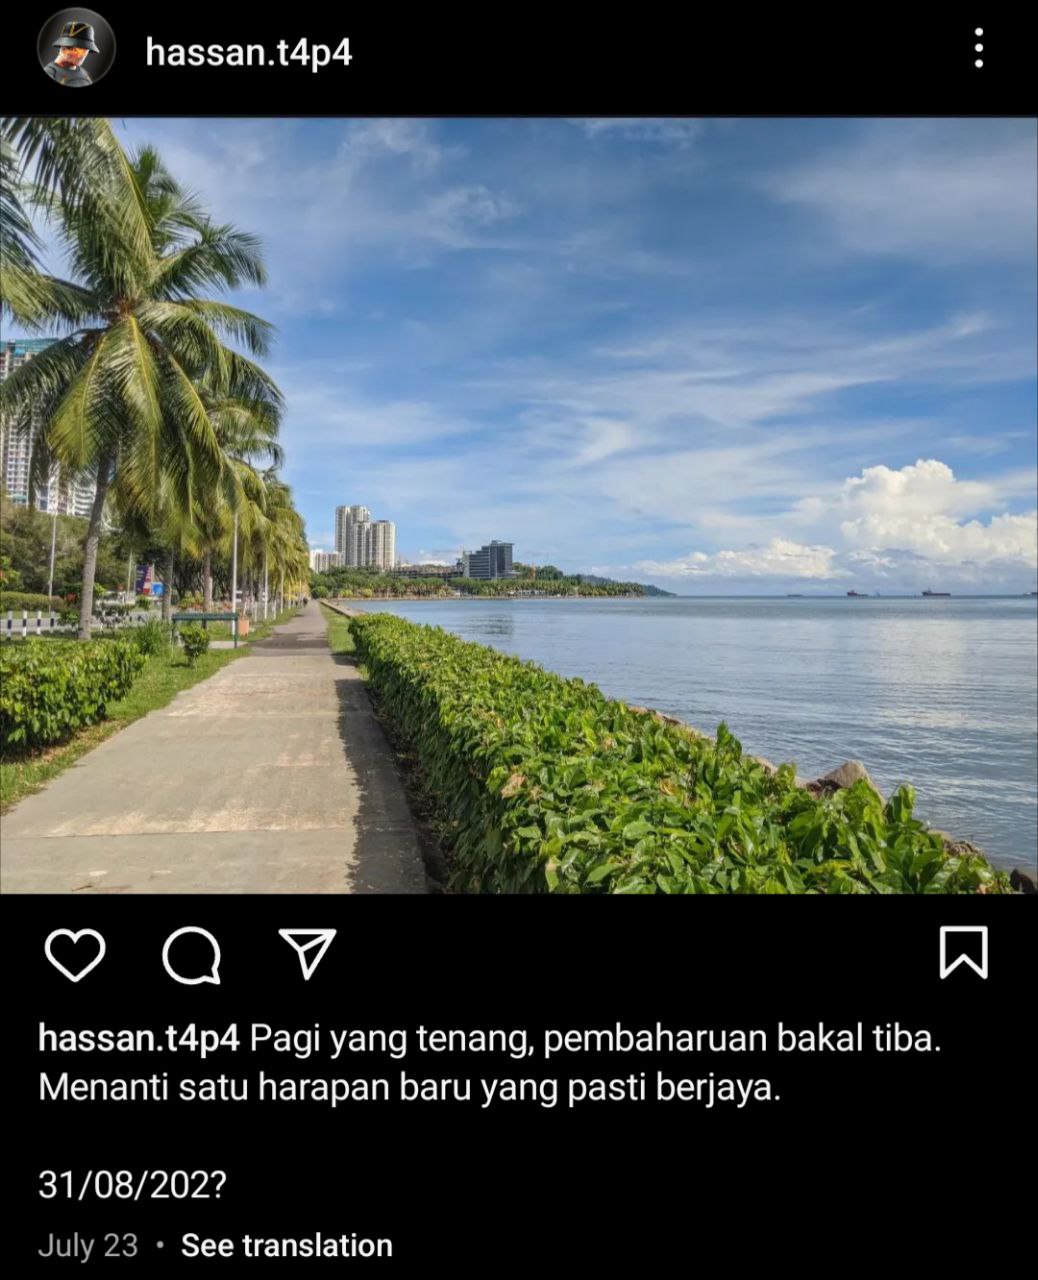 hassan.t4p4
hassan.t4p4 Pagi yang tenang, pembaharuan bakal tiba.
Menanti satu harapan baru yang pasti berjaya.
31/08/202?
July 23 • See translation